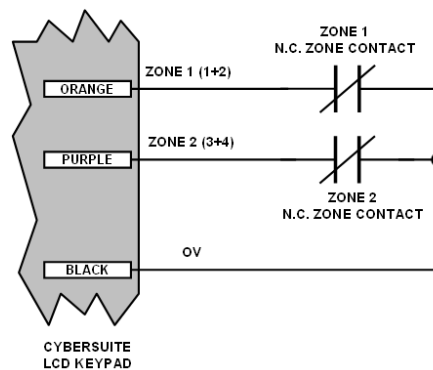 ZONE 1
N.C. ZONE CONTACT
ZONE 1 (1+2)
ORANGE
ZONE 2 (3+4)
PURPLE
ZONE 2
N.C. ZONE CONTACT
OV
BLACK
CYBERSUITE
LCD KEYPAD